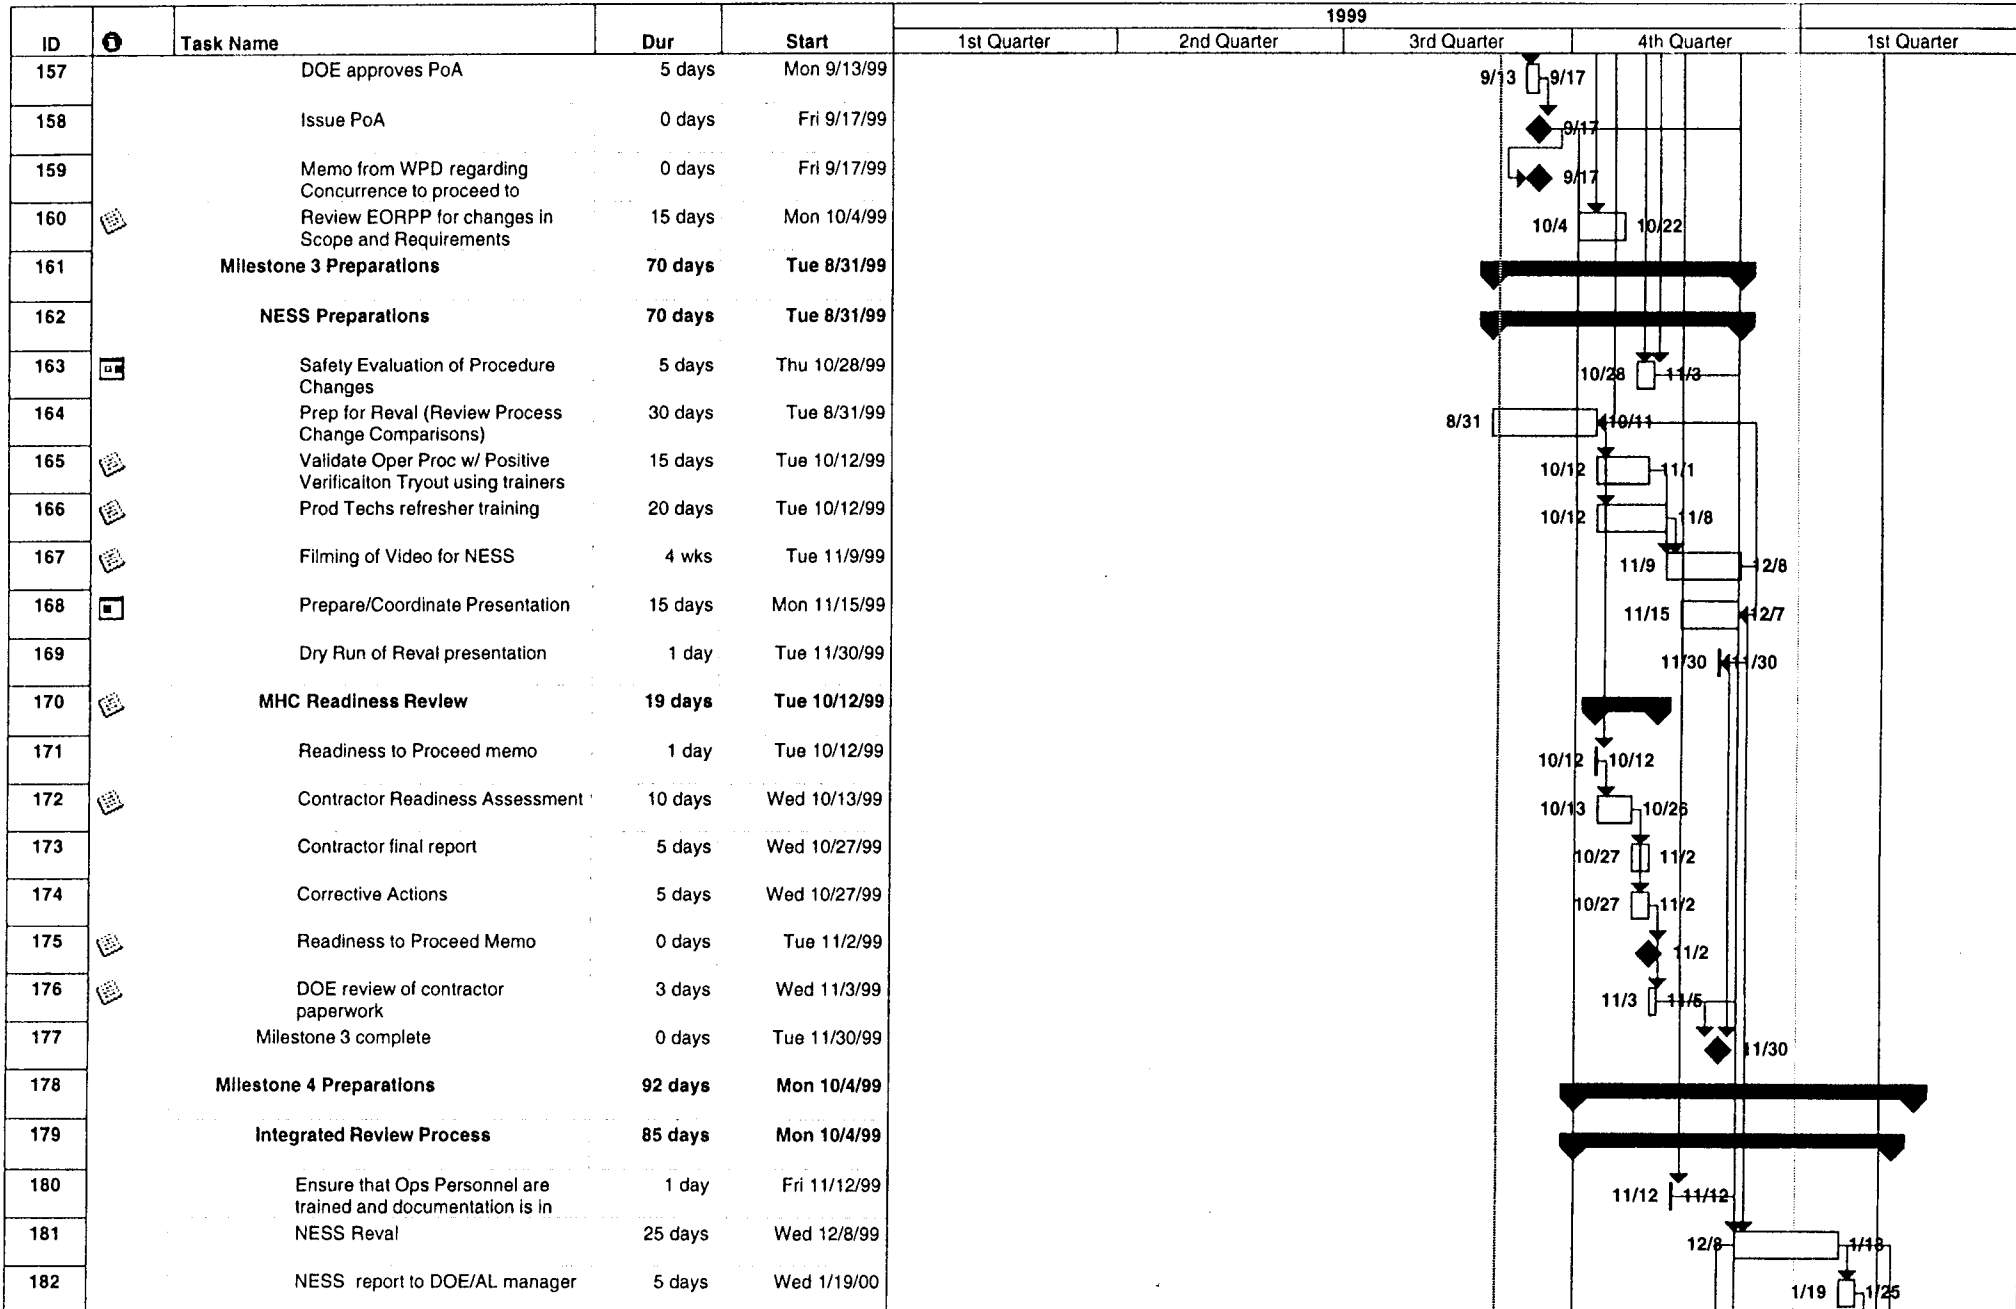 1999
ID Task Name Dur Start 1st Quarter 2nd Quarter 3rd Quarter 4th Quarter 1st Quarter
157 DOE approves PoA 5 days Mon 9/13/99 9/13 9/17
158 Issue PoA 0 days Fri 9/17/99 9/17
159 Memo from WPD regarding 0 days Fri 9/17/99 9/17
Concurrence to proceed to
160 Review EORPP for changes in 15 days Mon 10/4/99 10/4 10/22
Scope and Requirements
161 Milestone 3 Preparations 70 days Tue 8/31/99
162 NESS Preparations 70 days Tue 8/31/99
163 Safety Evaluation of Procedure 5 days Thu 10/28/99 10/28 11/3
Changes
164 Prep for Reval (Review Process 30 days Tue 8/31/99 8/31 10/11
Change Comparisons)
165 Validate Oper Proc w/ Positive 15 days Tue 10/12/99 10/12 11/1
Verificaiton Tryout using trainers
166 Prod Techs refresher training 20 days Tue 10/12/99 10/12 11/8
167 Filming of Video for NESS 4 wks Tue 11/9/99 11/9 12/8
168 Prepare/Coordinate Presentation 15 days Mon 11/15/99 11/15 12/7
169 Dry Run of Reval presentation 1 day Tue 11/30/99 11/30 11/30
170 MHC Readiness Review 19 days Tue 10/12/99
171 Readiness to Proceed memo 1 day Tue 10/12/99 10/12 10/12
172 Contractor Readiness Assessment 10 days Wed 10/13/99 10/13 10/26
173 Contractor final report 5 days Wed 10/27/99 10/27 11/2
174 Corrective Actions 5 days Wed 10/27/99 10/27 11/2
175 Readiness to Proceed Memo 0 days Tue 11/2/99 11/2
176 DOE review of contractor 3 days Wed 11/3/99 11/3 11/5
paperwork
177 Milestone 3 complete 0 days Tue 11/30/99 11/30
178 Milestone 4 Preparations 92 days Mon 10/4/99
179 Integrated Review Process 85 days Mon 10/4/99
180 Ensure that Ops Personnel are 1 day Fri 11/12/99 11/12 11/12
trained and documentation is in
181 NESS Reval 25 days Wed 12/8/99 12/8 1/18
182 NESS report to DOE/AL manager 5 days Wed 1/19/00 1/19 1/25